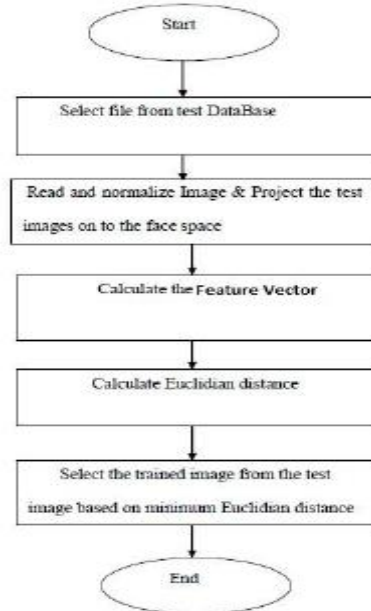 Start
Select file from test DataBase
Read and normalize Image & Project the test
images on to the face space
Calculate the Feature Vector
Calculate Euclidian distance
Select the trained image from the test
image based on minimum Euclidian distance
End